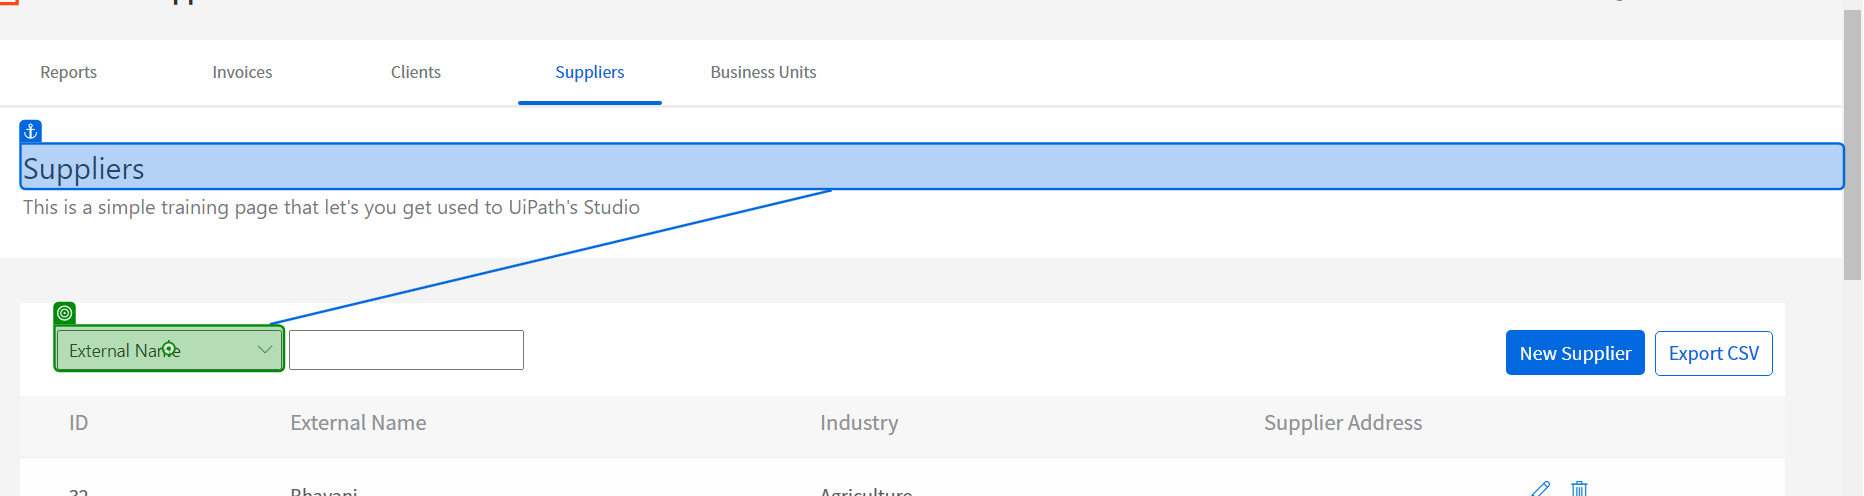 Reports Invoices Clients Suppliers Business Units
Suppliers
This is a simple training page that let's you get used to UiPath's Studio
External Name
New Supplier Export CSV
ID External Name Industry Supplier Address
32 Bhavani Agriculture